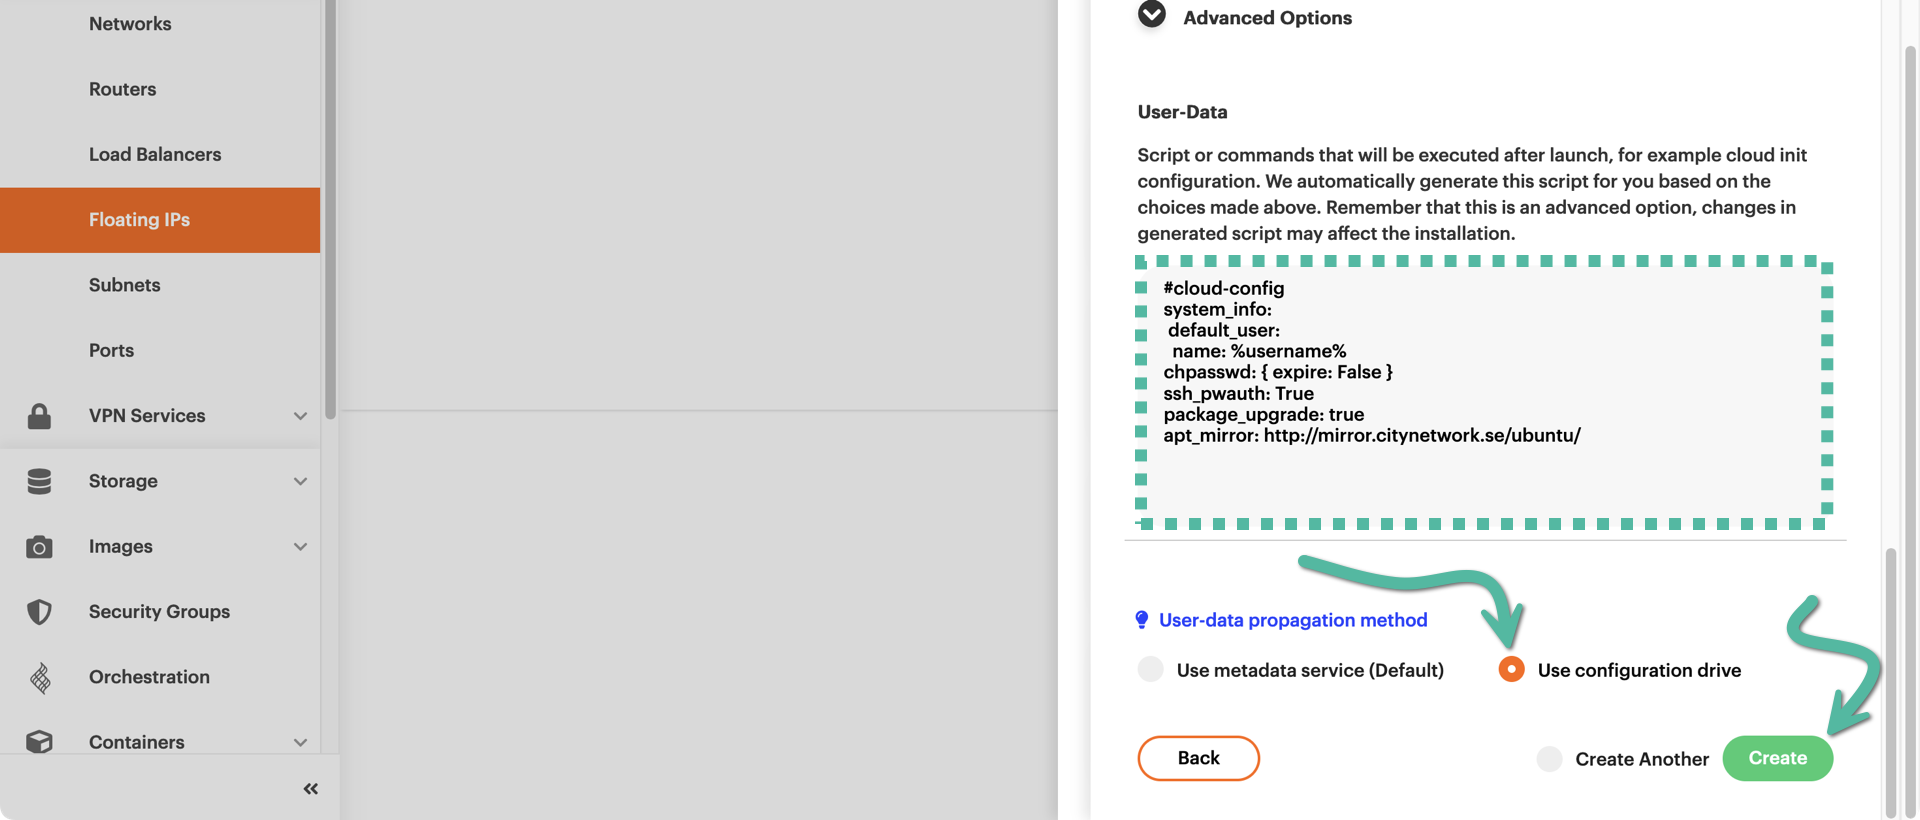 Networks
Routers
Load Balancers
Floating IPs
Subnets
Ports
VPN Services
Storage
Images
Security Groups
Orchestration
Containers
«
Advanced Options
User-Data
Script or commands that will be executed after launch, for example cloud init
configuration. We automatically generate this script for you based on the
choices made above. Remember that this is an advanced option, changes in
generated script may affect the installation.
#cloud-config
system_info:
 default_user:
  name: %username%
chpasswd: { expire: False }
ssh_pwauth: True
package_upgrade: true
apt_mirror: http://mirror.citynetwork.se/ubuntu/
User-data propagation method
Use metadata service (Default)
Use configuration drive
Back
Create Another
Create